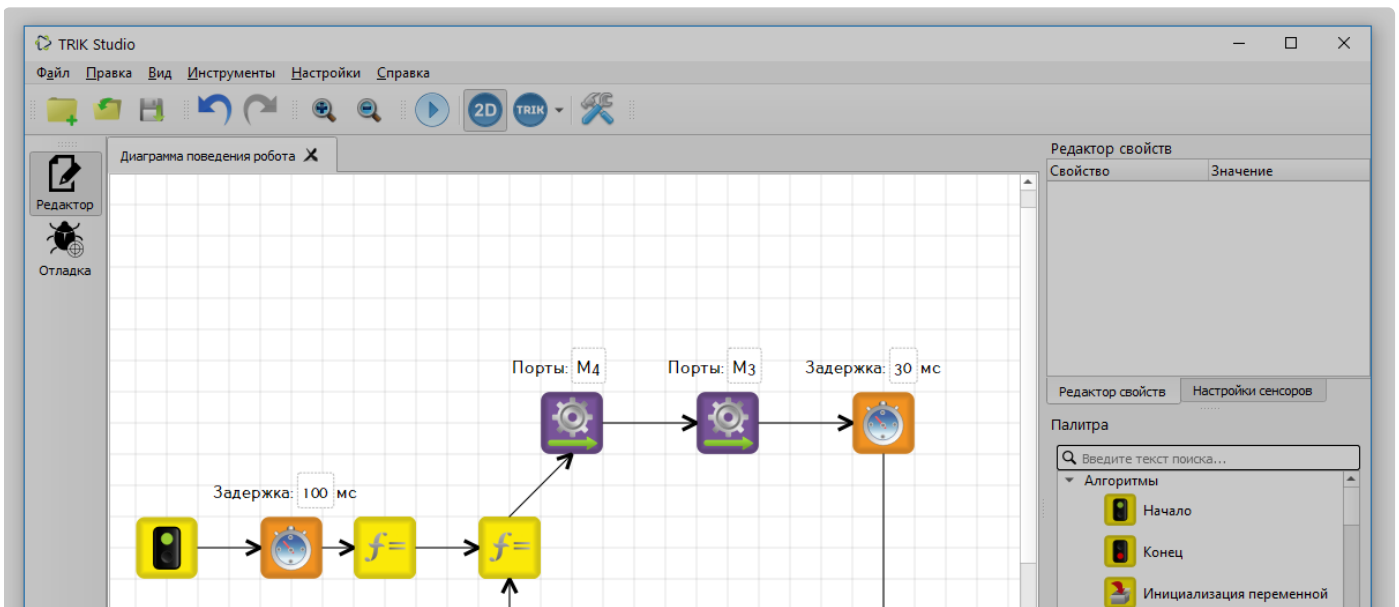 TRIK Studio
Файл Правка Вид Инструменты Настройки Справка
2D TRIK
Диаграмма поведения робота
Редактор
Отладка
Порты: M4
Порты: M3
Задержка: 30 мс
Задержка: 100 мс
f=
f=
Редактор свойств
Свойство Значение
Редактор свойств Настройки сенсоров
Палитра
Введите текст поиска...
Алгоритмы
Начало
Конец
Инициализация переменной